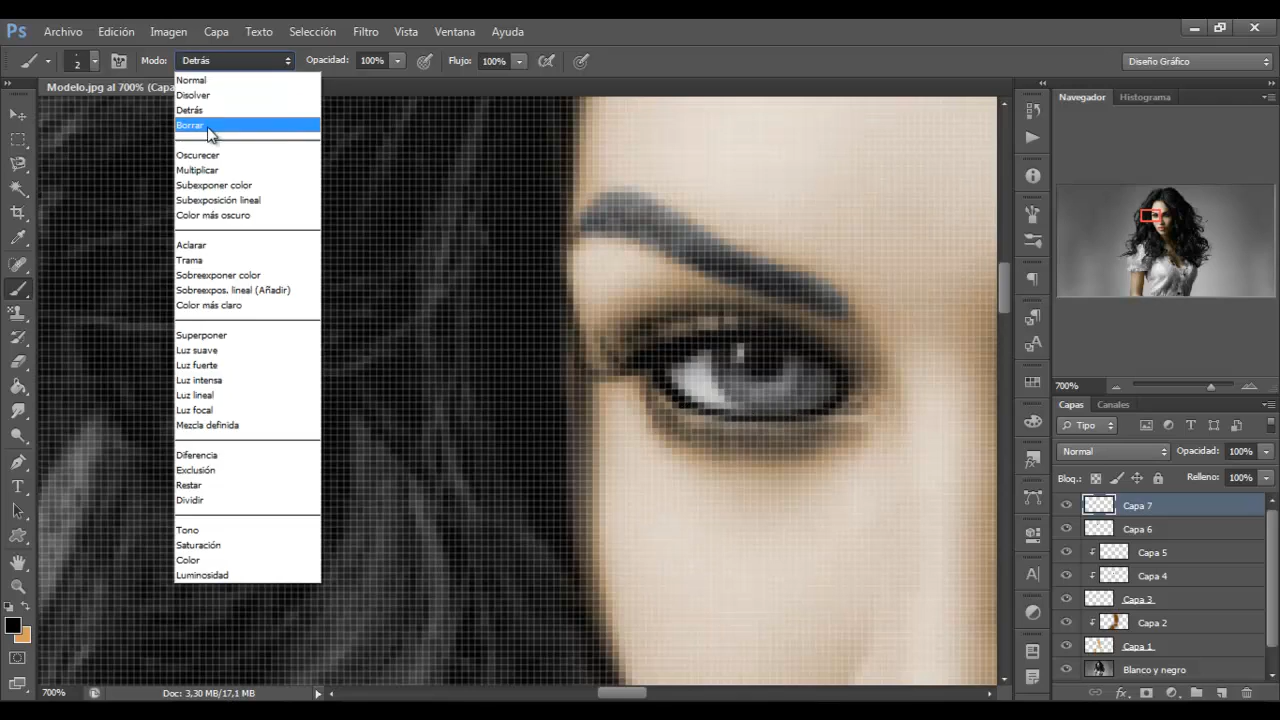 Ps Archivo Edición Imagen Capa Texto Selección Filtro Vista Ventana Ayuda
2 Modo: Detrás Opacidad: 100% Flujo: 100% Diseño Gráfico
Modelo.jpg al 700% (Capa
Normal
Disolver
Detrás
Borrar
Oscurecer
Multiplicar
Subexponer color
Subexposición lineal
Color más oscuro
Aclarar
Trama
Sobreexponer color
Sobreexpos. lineal (Añadir)
Color más claro
Superponer
Luz suave
Luz fuerte
Luz intensa
Luz lineal
Luz focal
Mezcla definida
Diferencia
Exclusión
Restar
Dividir
Tono
Saturación
Color
Luminosidad
Navegador Histograma
700%
Capas Canales
Tipo
Normal Opacidad: 100%
Bloq.: Relleno: 100%
Capa 7
Capa 6
Capa 5
Capa 4
Capa 3
Capa 2
Capa 1
Blanco y negro
700% Doc: 3,30 MB/17,1 MB